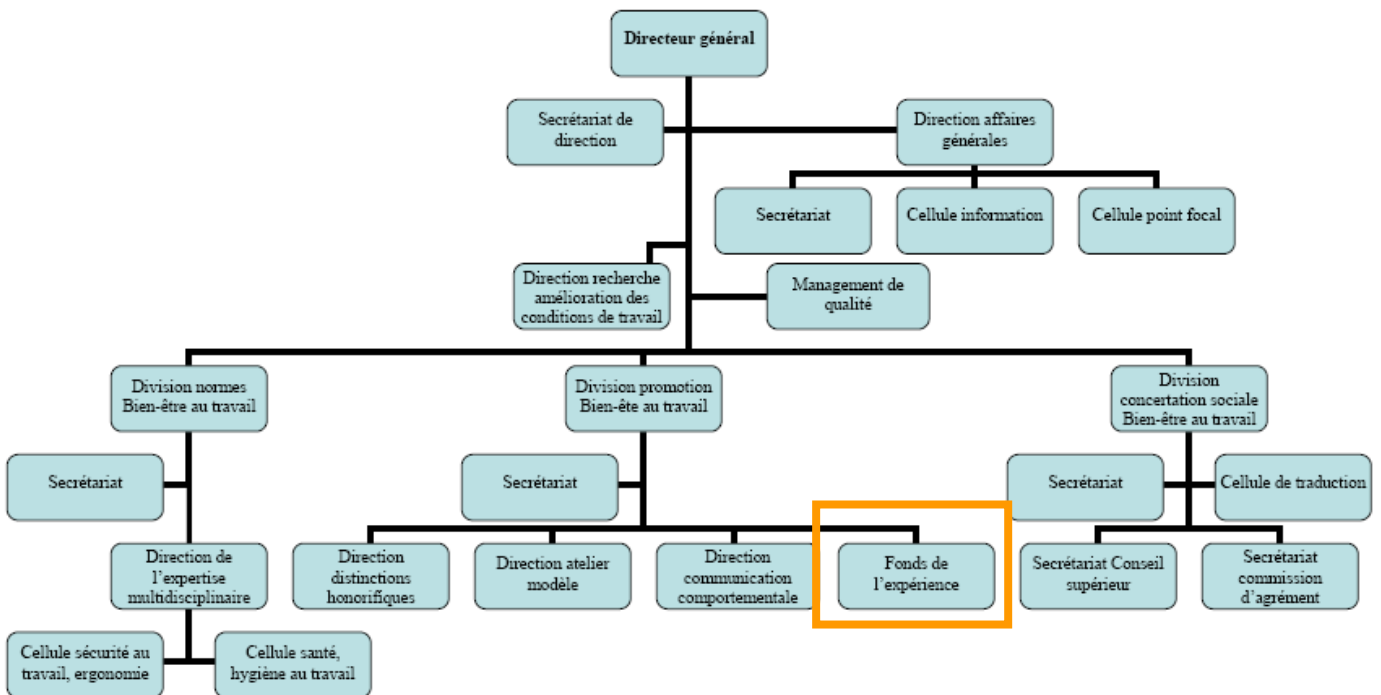 Directeur général
Secrétariat de
direction
Direction affaires
générales
Secrétariat
Cellule information
Cellule point focal
Direction recherche
amélioration des
conditions de travail
Management de
qualité
Division normes
Bien-être au travail
Division promotion
Bien-ête au travail
Division
concertation sociale
Bien-être au travail
Secrétariat
Secrétariat
Secrétariat
Cellule de traduction
Direction de
l’expertise
multidisciplinaire
Direction
distinctions
honorifiques
Direction atelier
modèle
Direction
communication
comportementale
Fonds de
l’expérience
Secrétariat Conseil
supérieur
Secrétariat
commission
d’agrément
Cellule sécurité au
travail, ergonomie
Cellule santé,
hygiène au travail